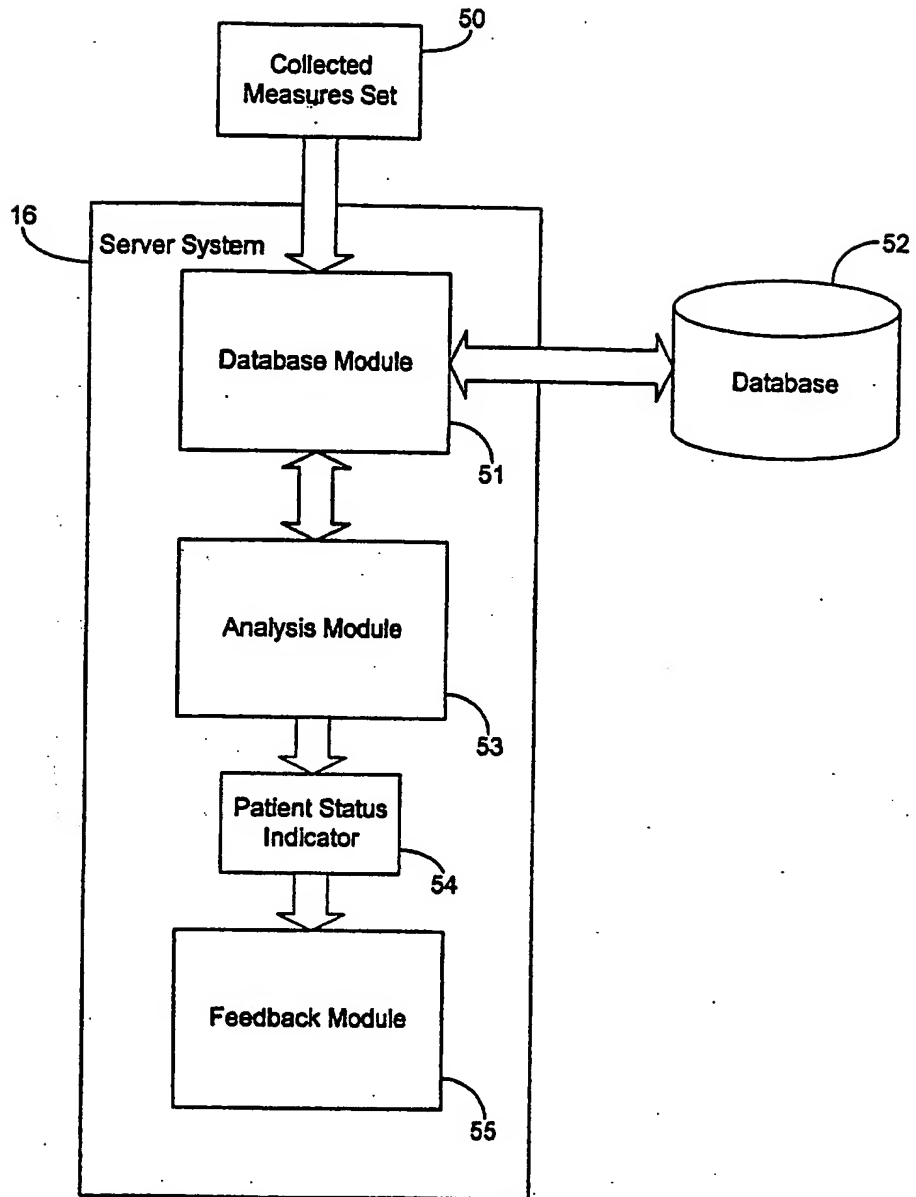 50
Collected
Measures Set
16
Server System
52
Database Module
Database
51
Analysis Module
53
Patient Status
Indicator
54
Feedback Module
55